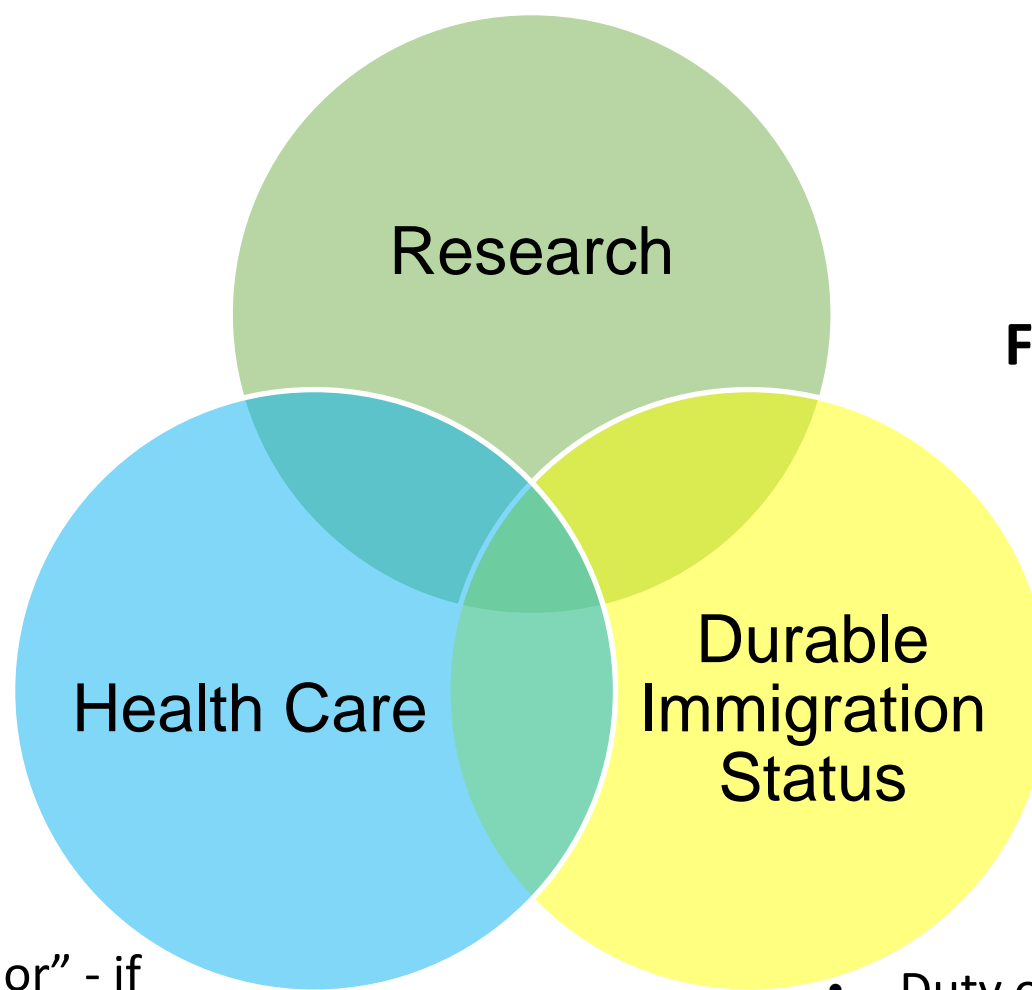 Research
F
Health Care
Durable
Immigration
Status
or” - if
• Duty